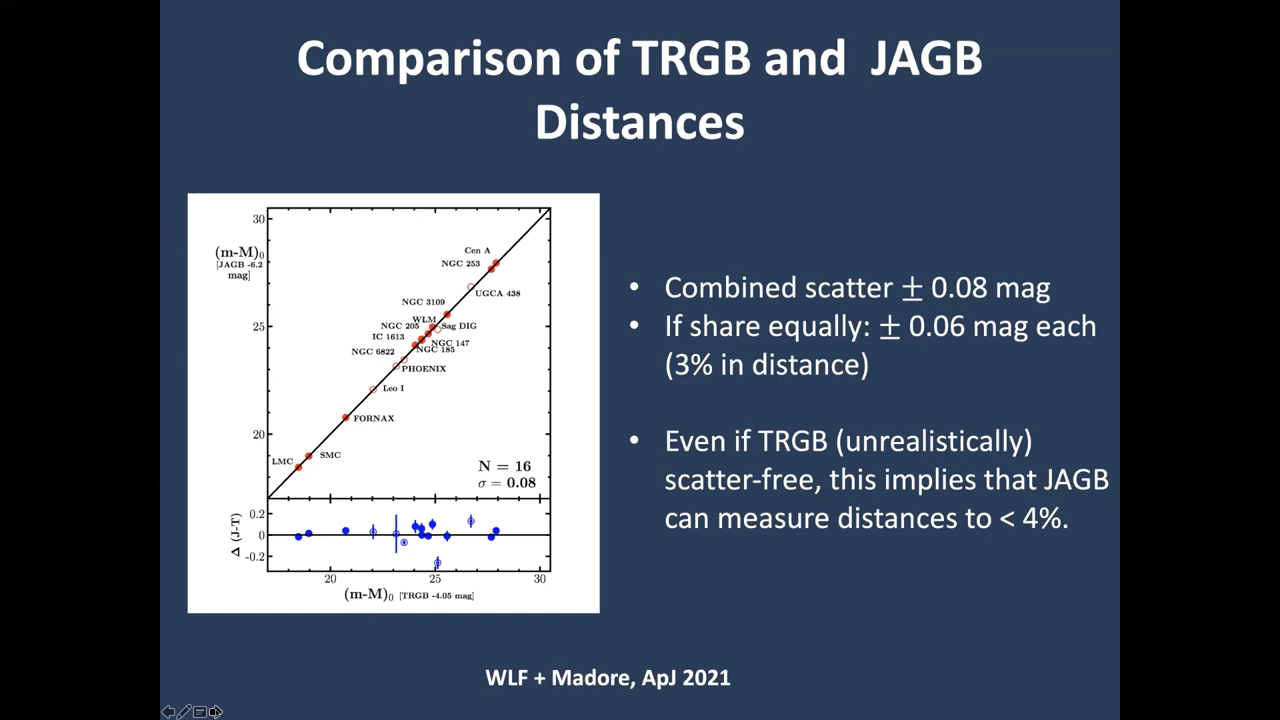 Comparison of TRGB and JAGB
Distances
30
(m-M)₀
[JAGB -6.2
mag]
25
20
Cen A
NGC 253
UGCA 438
NGC 3109
WLM
Sag DIG
NGC 205
IC 1613
NGC 147
NGC 185
NGC 6822
PHOENIX
Leo I
FORNAX
LMC
SMC
N = 16
σ = 0.08
0.2
0
-0.2
Δ (J-T)
20
25
30
(m-M)₀ [TRGB -4.05 mag]
• Combined scatter ± 0.08 mag
• If share equally: ± 0.06 mag each
(3% in distance)
• Even if TRGB (unrealistically)
scatter-free, this implies that JAGB
can measure distances to < 4%.
WLF + Madore, ApJ 2021